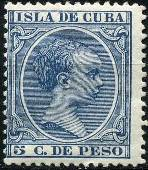 ISLA DE CUBA
5 C. DE PESO